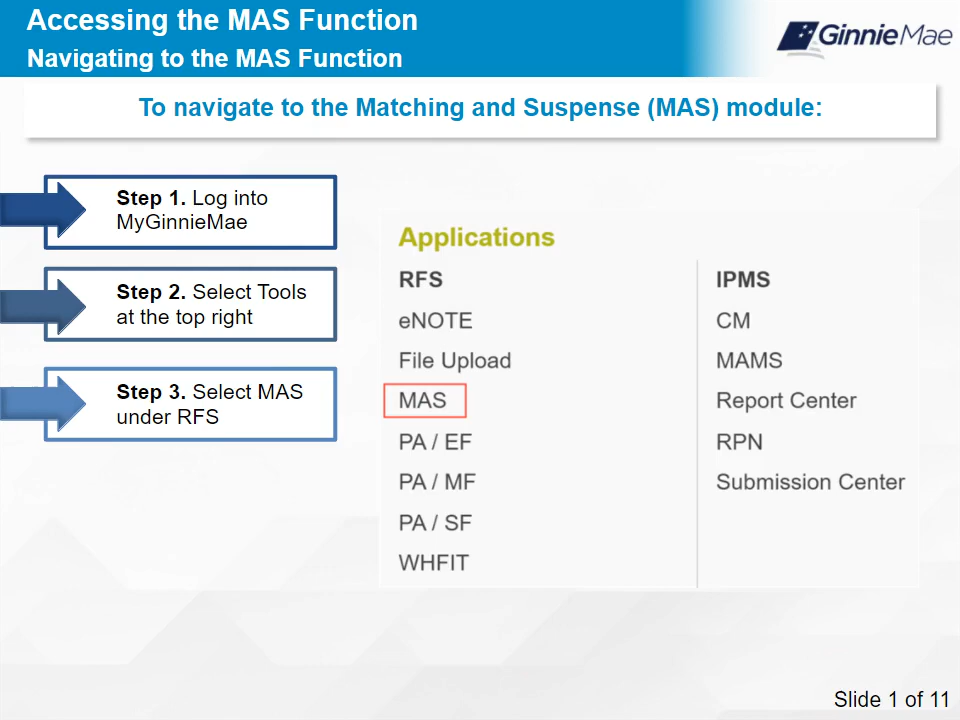 Accessing the MAS Function
Navigating to the MAS Function
GinnieMae
To navigate to the Matching and Suspense (MAS) module:
Step 1. Log into
MyGinnieMae
Step 2. Select Tools
at the top right
Step 3. Select MAS
under RFS
Applications
RFS
eNOTE
File Upload
MAS
PA / EF
PA / MF
PA / SF
WHFIT
IPMS
CM
MAMS
Report Center
RPN
Submission Center
Slide 1 of 11